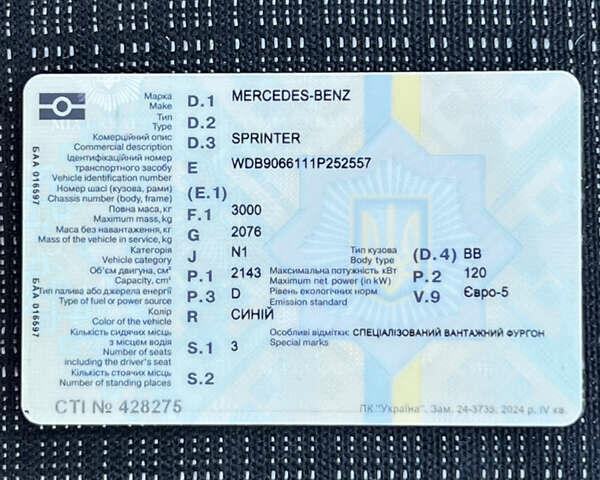 Марка
Make D.1 MERCEDES-BENZ
Тип
Type D.2
Комерційний опис
Commercial description D.3 SPRINTER
Ідентифікаційний номер
транспортного засобу E WDB9066111P252557
Vehicle identification number
Номер шасі (кузова, рами) (E.1)
Chassis number (body, frame)
Повна маса, кг F.1 3000
Maximum mass, kg
Маса без навантаження, кг G 2076
Mass of the vehicle in service, kg
Категорія J N1 Тип кузова (D.4) BB
Vehicle category Body type
Об'єм двигуна, см³ P.1 2143 Максимальна потужність кВт P.2 120
Capacity, cm³ Maximum net power (in kW)
Тип палива або джерела енергії P.3 D Рівень екологічних норм V.9 Євро-5
Type of fuel or power source Emission standard
Колір R СИНІЙ
Color of the vehicle
Особливі відмітки: СПЕЦІАЛІЗОВАНИЙ ВАНТАЖНИЙ ФУРГОН
Special marks
Кількість сидячих місць
з місцем водія S.1 3
Number of seats
including the driver's seat
Кількість стоячих місць S.2
Number of standing places
СТІ № 428275
ПК "Україна". Зам. 24-3735, 2024 р. IV кв.
БАА 016597
БАА 016597